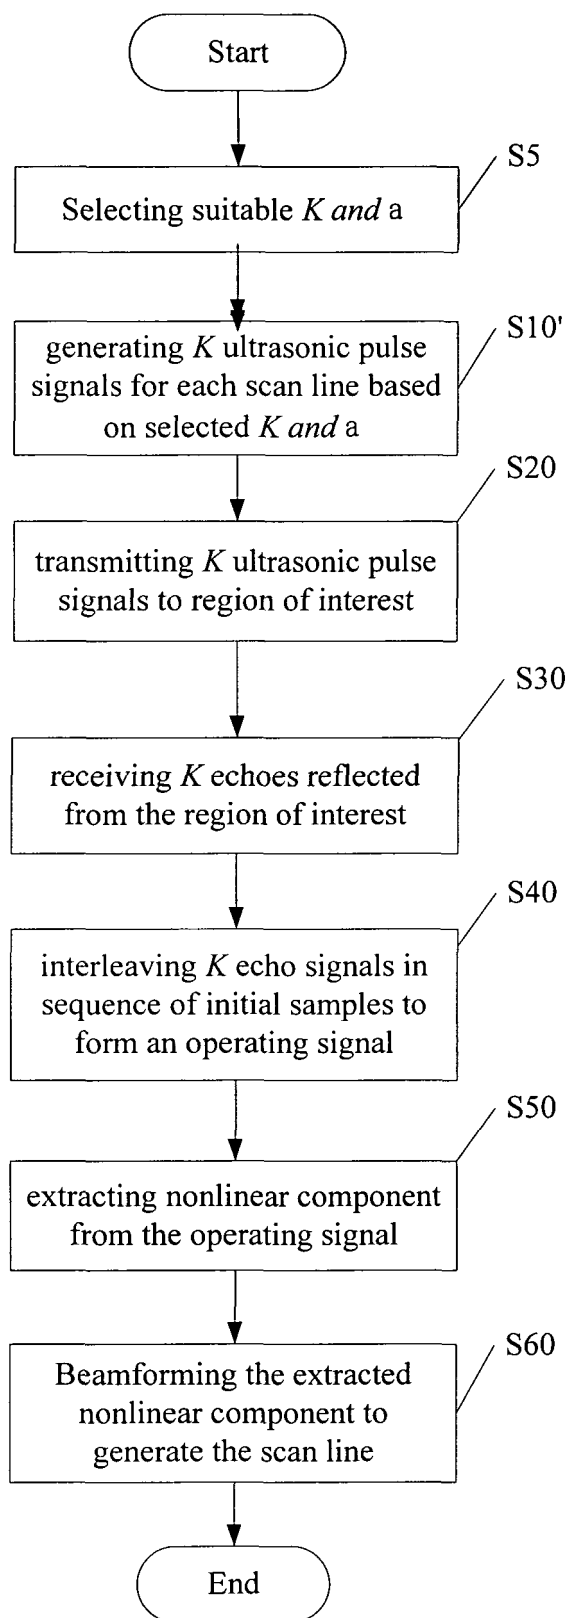 Start
S5
Selecting suitable K and a
S10'
generating K ultrasonic pulse
signals for each scan line based
on selected K and a
S20
transmitting K ultrasonic pulse
signals to region of interest
S30
receiving K echoes reflected
from the region of interest
S40
interleaving K echo signals in
sequence of initial samples to
form an operating signal
S50
extracting nonlinear component
from the operating signal
S60
Beamforming the extracted
nonlinear component to
generate the scan line
End